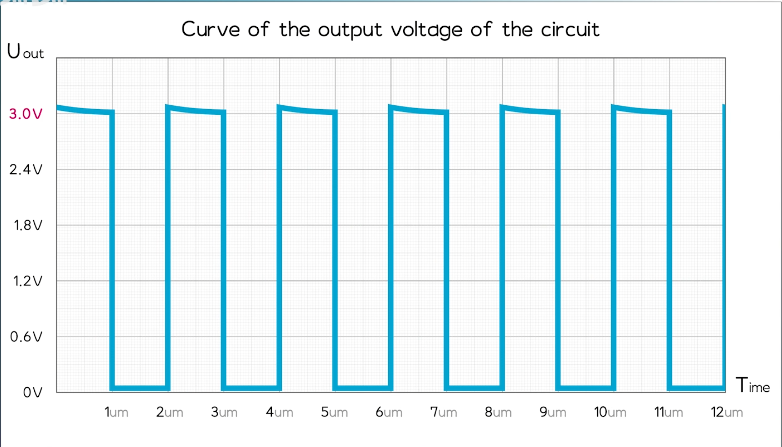 Curve of the output voltage of the circuit
Uout
3.0V
2.4V
1.8V
1.2V
0.6V
0V
Time
1um 2um 3um 4um 5um 6um 7um 8um 9um 10um 11um 12um